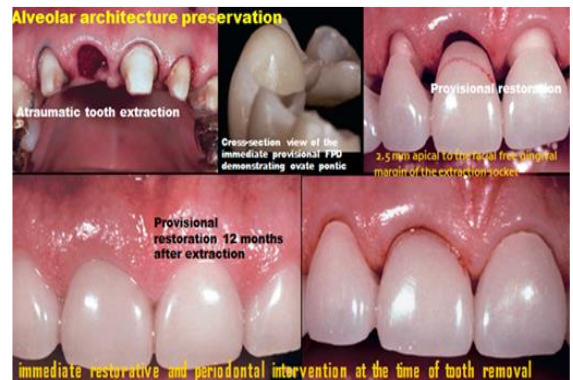 Alveolar architecture preservation
Atraumatic tooth extraction
Cross-section view of the
immediate provisional FPD
demonstrating ovate pontic
Provisional restoration
2.5 mm apical to the facial free gingival
margin of the extraction socket
Provisional
restoration 12 months
after extraction
immediate restorative and periodontal intervention at the time of tooth removal